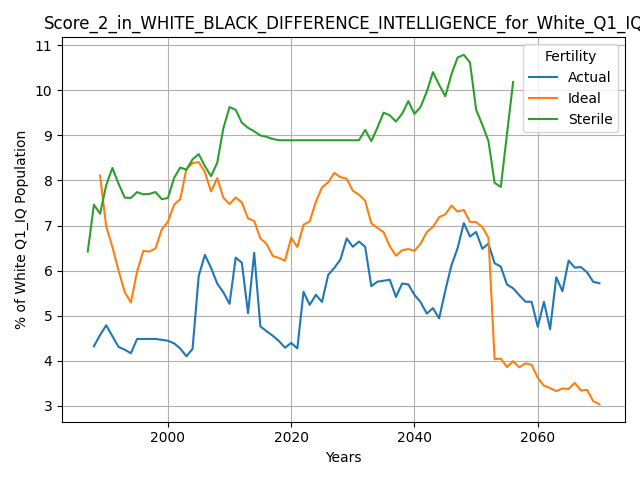 Score_2_in_WHITE_BLACK_DIFFERENCE_INTELLIGENCE_for_White_Q1_IQ
11
10
9
8
7
6
5
4
3
% of White Q1_IQ Population
Fertility
Actual
Ideal
Sterile
2000
2020
2040
2060
Years